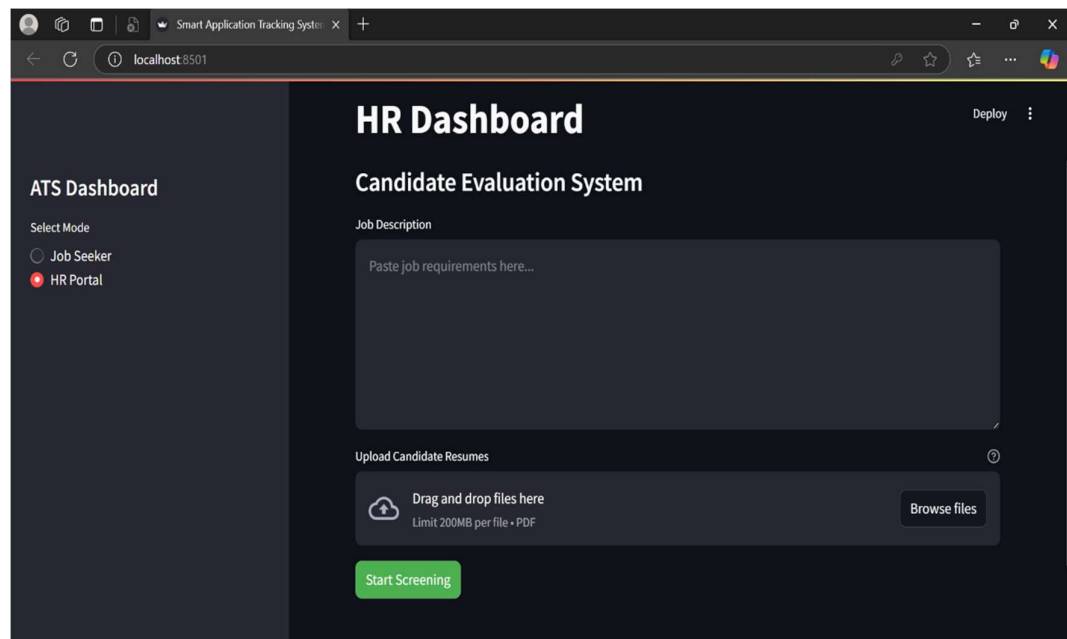 Smart Application Tracking System
localhost:8501
Deploy
HR Dashboard
ATS Dashboard
Select Mode
Job Seeker
HR Portal
Candidate Evaluation System
Job Description
Paste job requirements here...
Upload Candidate Resumes
Drag and drop files here
Limit 200MB per file • PDF
Browse files
Start Screening